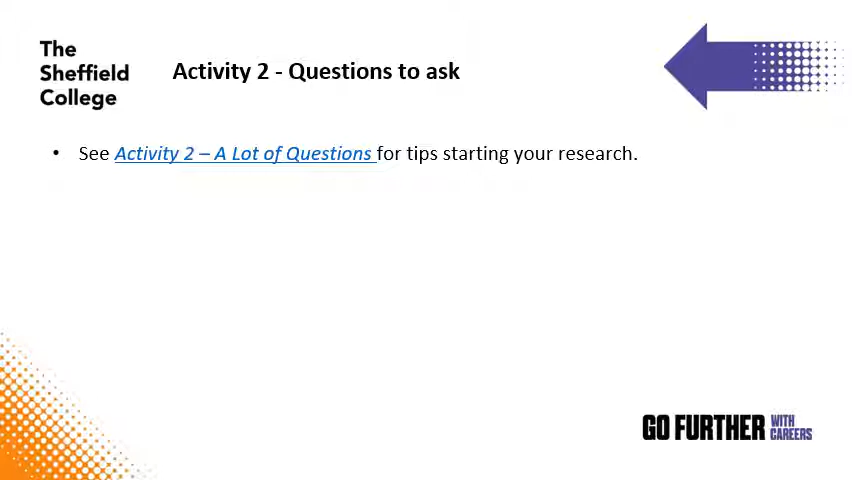 The
Sheffield
College
Activity 2 - Questions to ask
• See Activity 2 – A Lot of Questions for tips starting your research.
GO FURTHER WITH CAREERS